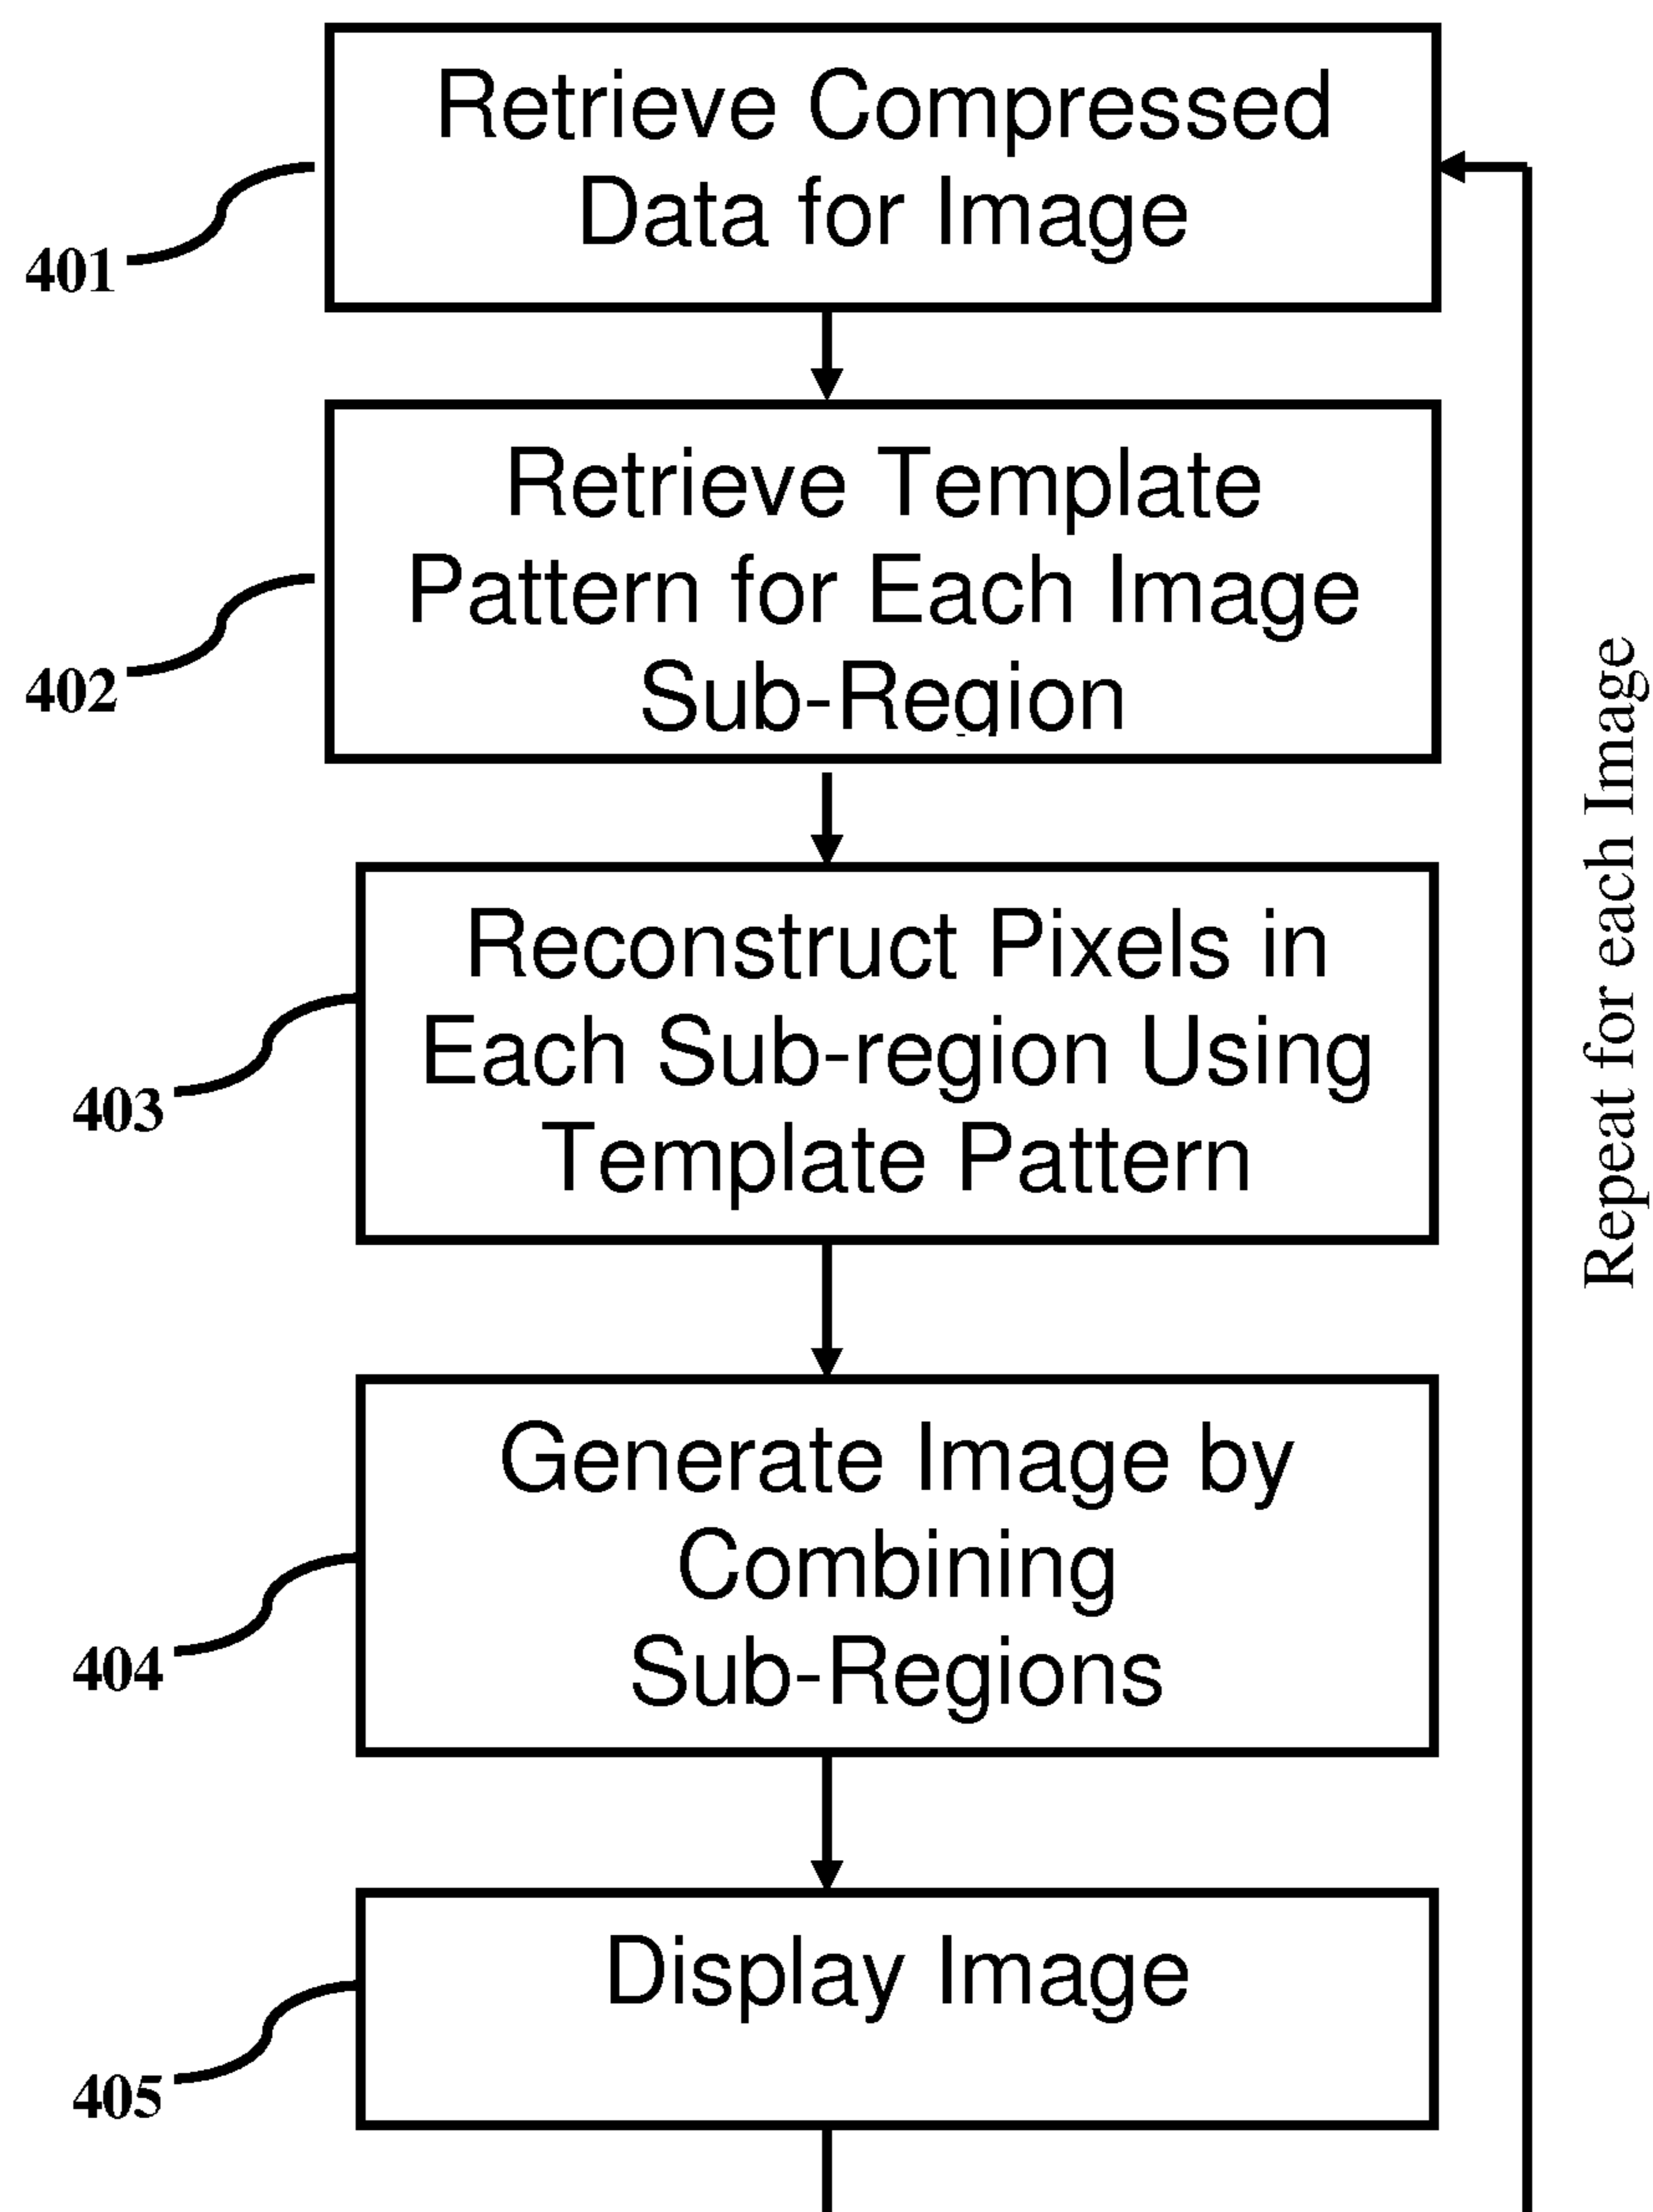 Retrieve Compressed
Data for Image
401
Retrieve Template
Pattern for Each Image
Sub-Region
402
Reconstruct Pixels in
Each Sub-region Using
Template Pattern
403
Generate Image by
Combining
Sub-Regions
404
Display Image
405
Repeat for each Image